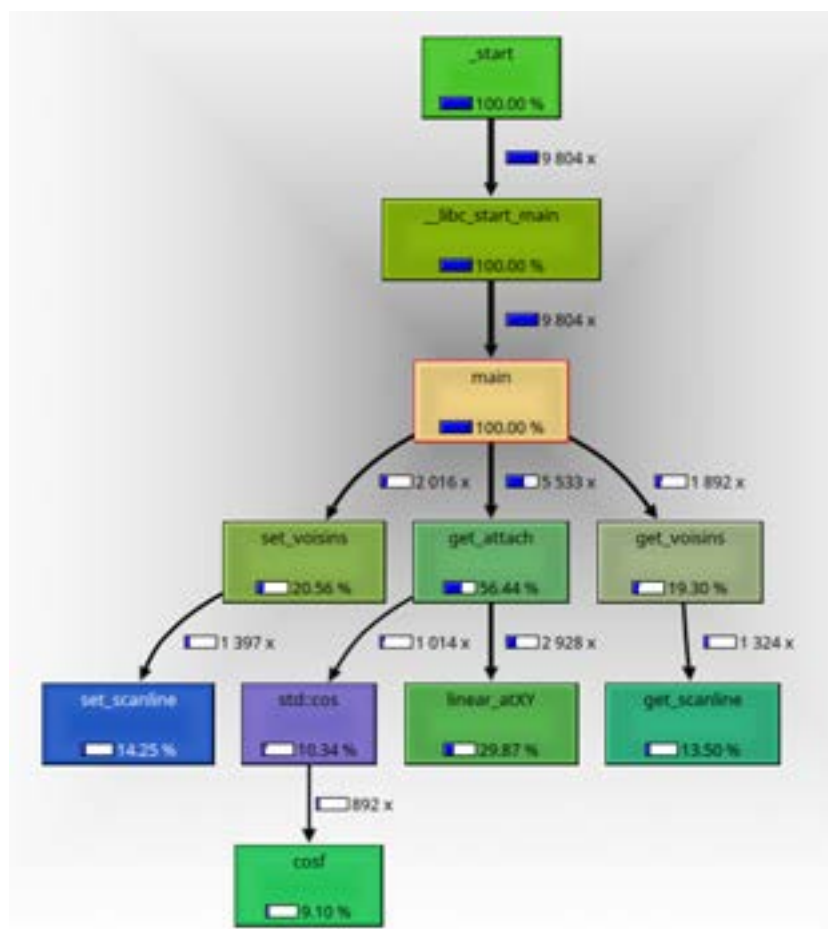 _start
100.00 %
9 804 x
__libc_start_main
100.00 %
9 804 x
main
100.00 %
2 016 x
5 533 x
1 892 x
set_voisins
20.56 %
get_attach
56.44 %
get_voisins
19.30 %
1 397 x
1 014 x
2 928 x
1 324 x
set_scanline
14.25 %
std::cos
10.34 %
linear_atXY
29.87 %
get_scanline
13.50 %
892 x
cosf
9.10 %